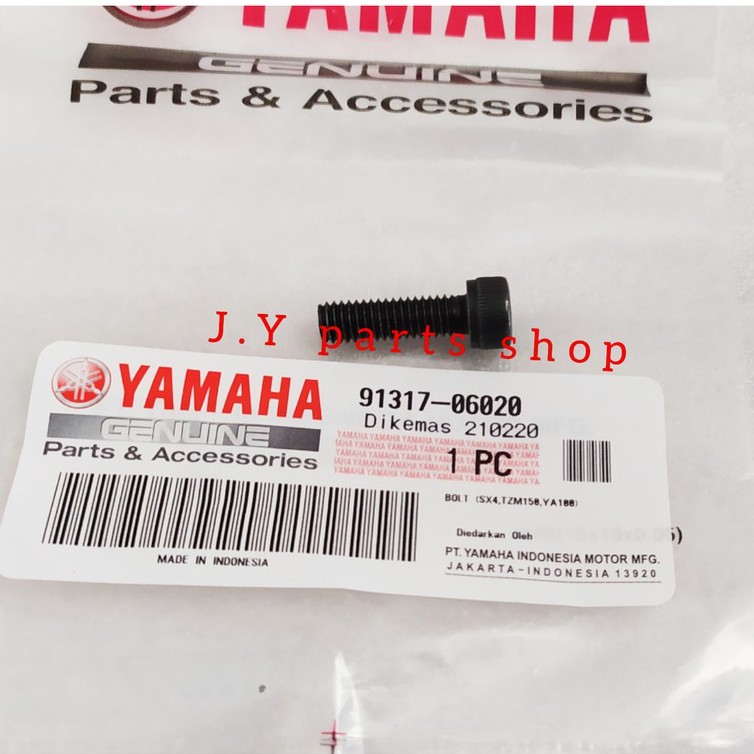 YAMAHA
GENUINE
Parts & Accessories
J.Y parts shop
YAMAHA
GENUINE
Parts & Accessories
91317-06020
Dikemas 210220
1 PC
BOLT (SX4,TZM150,YA100)
Diedarkan Oleh
PT. YAMAHA INDONESIA MOTOR MFG.
JAKARTA-INDONESIA 13920
MADE IN INDONESIA